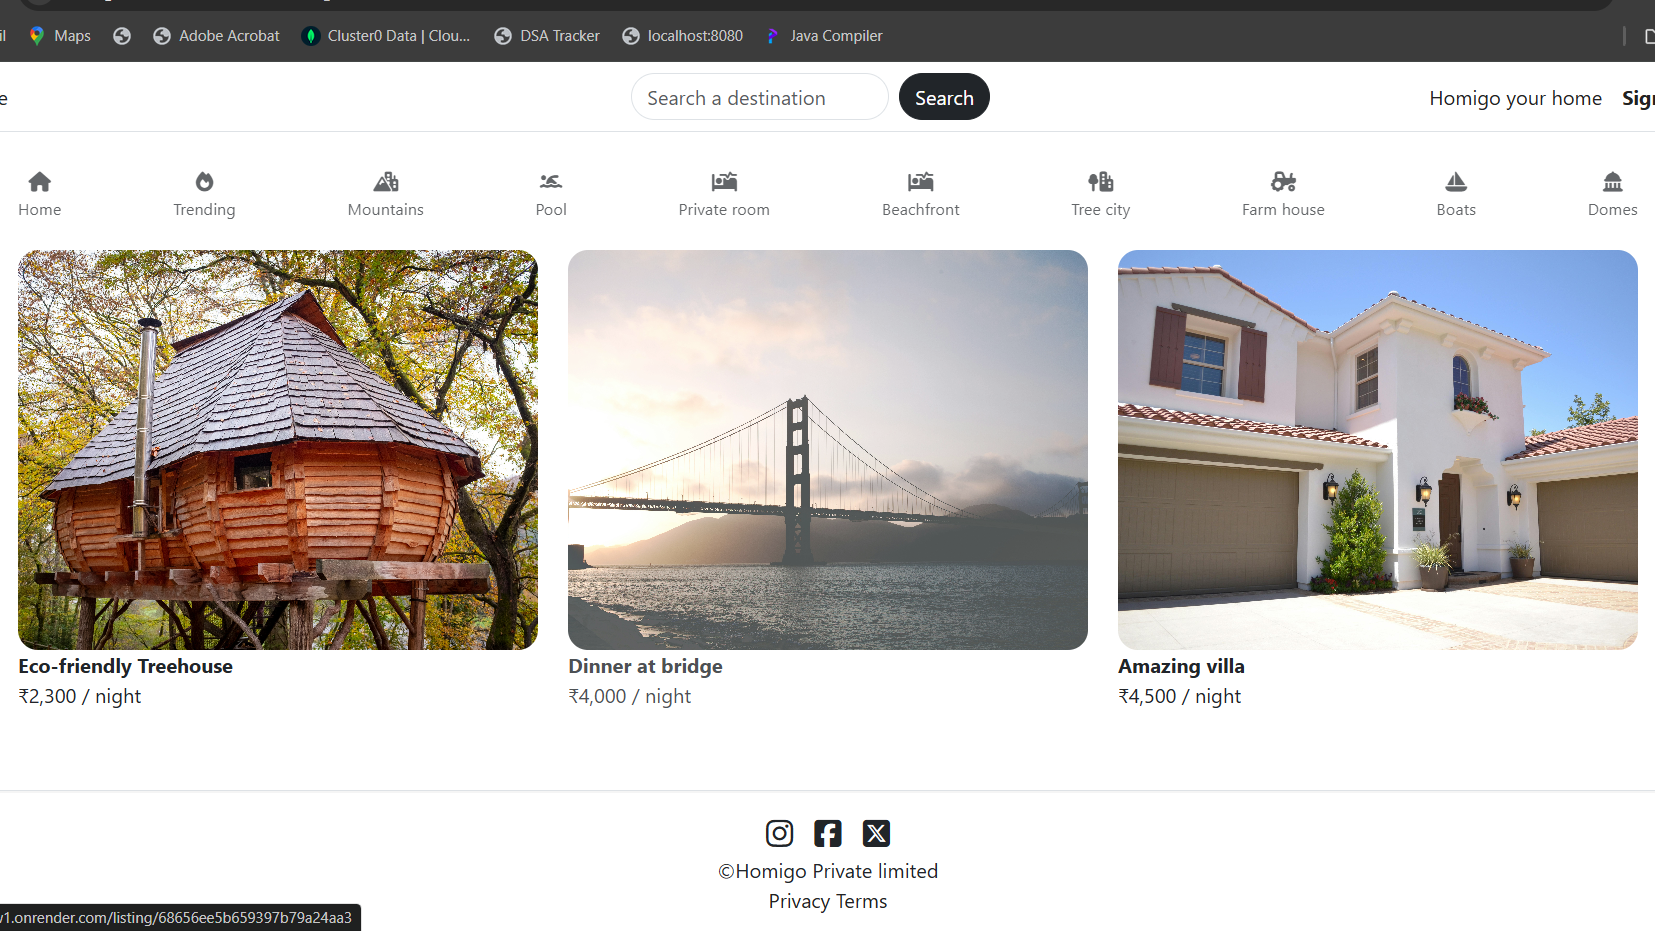 Maps
Adobe Acrobat
Cluster0 Data | Clou...
DSA Tracker
localhost:8080
Java Compiler
Search a destination
Search
Homigo your home
Home
Trending
Mountains
Pool
Private room
Beachfront
Tree city
Farm house
Boats
Domes
Eco-friendly Treehouse
₹2,300 / night
Dinner at bridge
₹4,000 / night
Amazing villa
₹4,500 / night
©Homigo Private limited
Privacy Terms
/1.onrender.com/listing/68656ee5b659397b79a24aa3